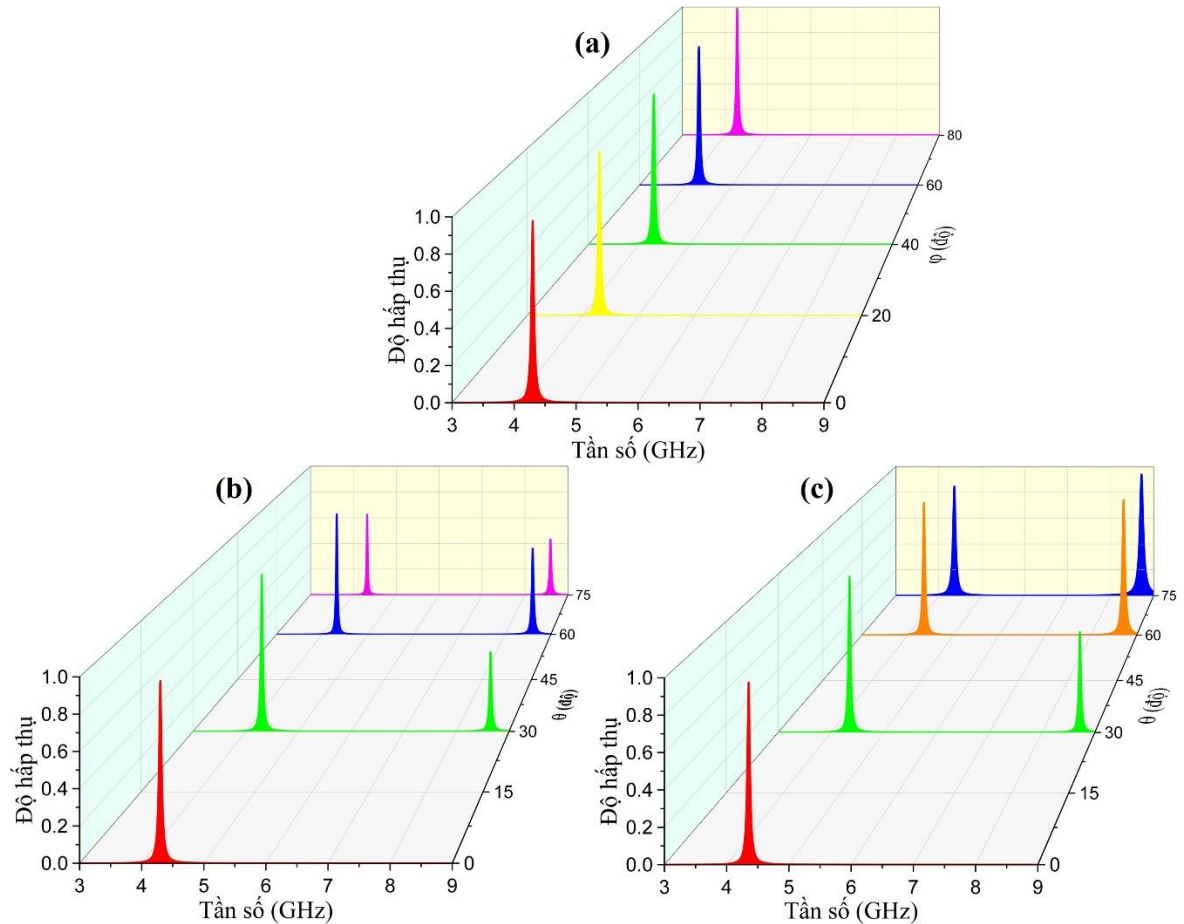 (a)
80
60
40
20
0
φ (độ)
1.0
0.8
0.6
0.4
0.2
0.0
Độ hấp thụ
3 4 5 6 7 8 9
Tần số (GHz)
(b)
75
60
45
30
15
0
θ (độ)
1.0
0.8
0.6
0.4
0.2
0.0
Độ hấp thụ
3 4 5 6 7 8 9
Tần số (GHz)
(c)
75
60
45
30
15
0
θ (độ)
1.0
0.8
0.6
0.4
0.2
0.0
Độ hấp thụ
3 4 5 6 7 8 9
Tần số (GHz)